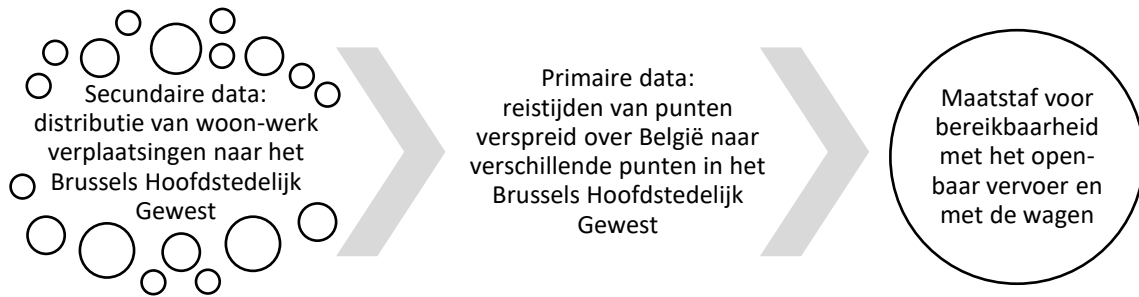 Secundaire data:
distributie van woon-werk
verplaatsingen naar het
Brussels Hoofdstedelijk
Gewest
Primaire data:
reistijden van punten
verspreid over België naar
verschillende punten in het
Brussels Hoofdstedelijk
Gewest
Maatstaf voor
bereikbaarheid
met het open-
baar vervoer en
met de wagen